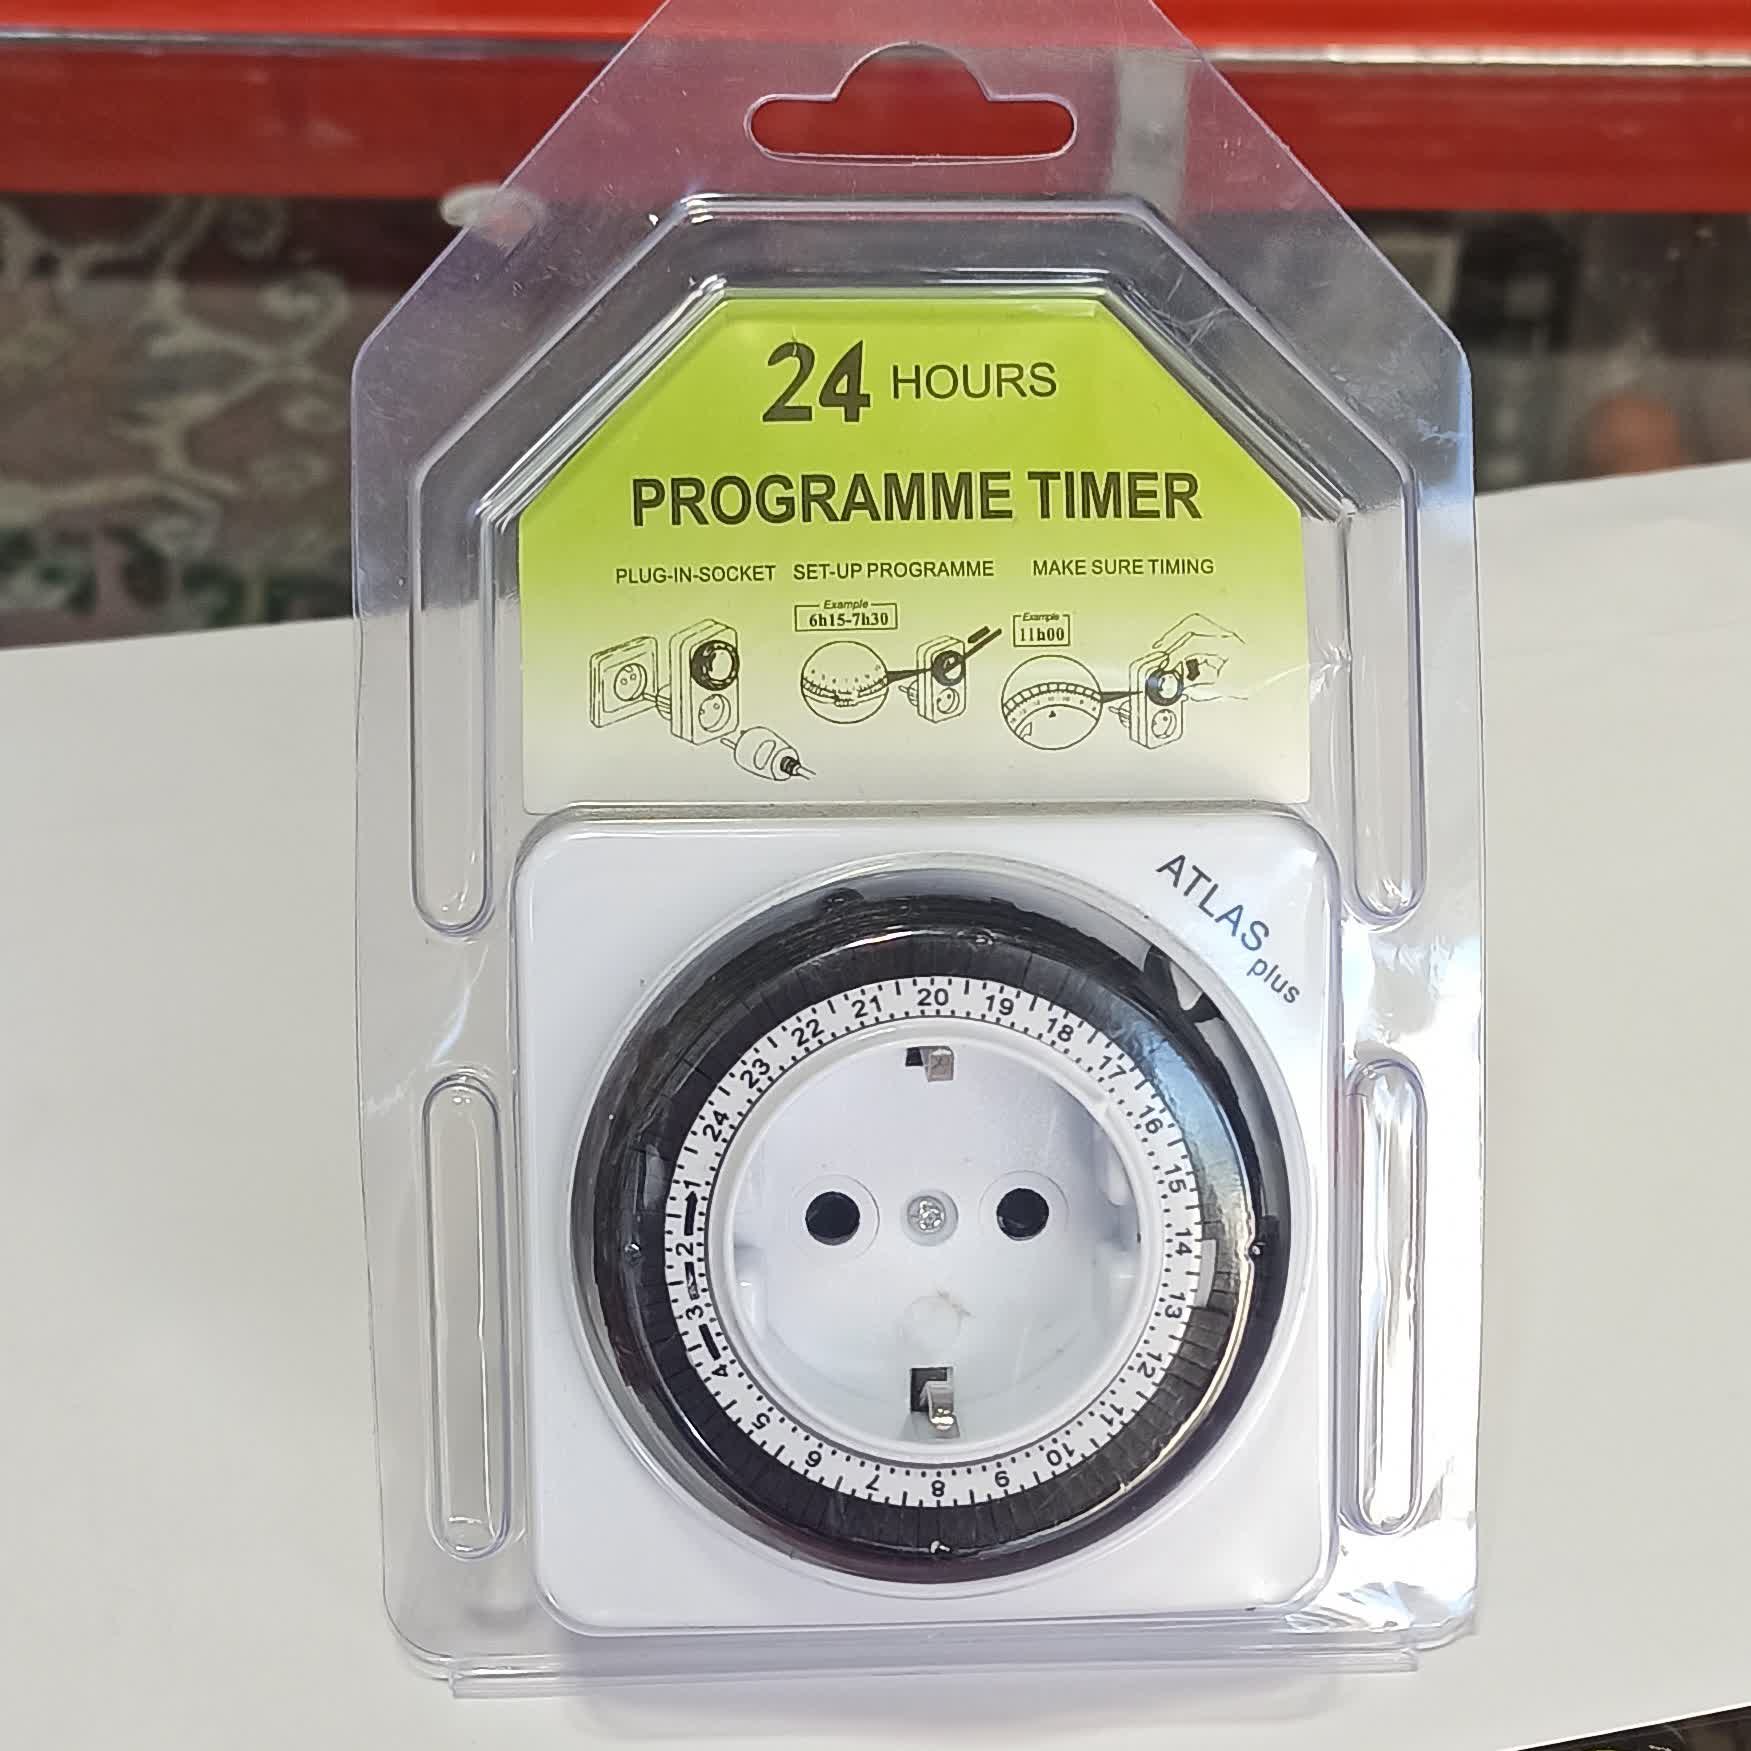 24 HOURS
PROGRAMME TIMER
PLUG-IN-SOCKET SET-UP PROGRAMME MAKE SURE TIMING
Example
6h15-7h30
Example
11h00
ATLAS
plus
20
19
18
17
16
15
14
13
12
11
10
9
8
7
6
5
4
3
2
1
24
23
22
21